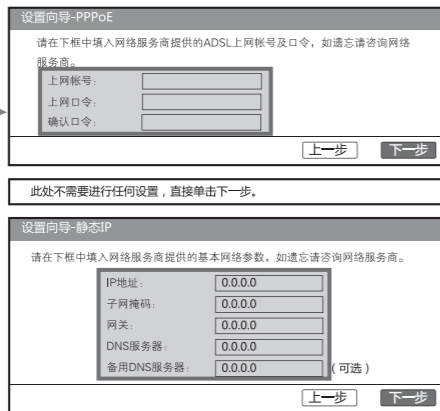 设置向导-PPPoE
请在下框中填入网络服务商提供的ADSL上网帐号及口令，如遗忘请咨询网络
服务商。
上网帐号：
上网口令：
确认口令：
上一步 下一步
此处不需要进行任何设置，直接单击下一步。
设置向导-静态IP
请在下框中填入网络服务商提供的基本网络参数，如遗忘请咨询网络服务商。
IP地址： 0.0.0.0
子网掩码： 0.0.0.0
网关： 0.0.0.0
DNS服务器： 0.0.0.0
备用DNS服务器： 0.0.0.0 （可选）
上一步 下一步